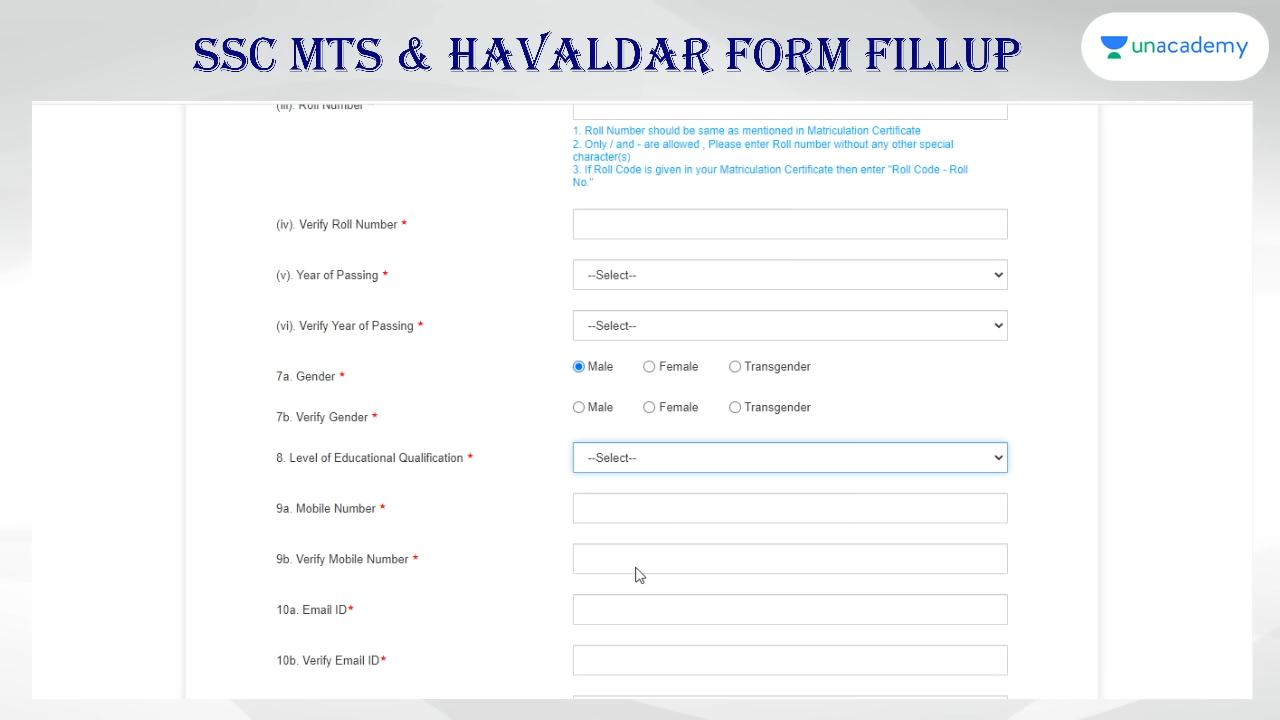 SSC MTS & HAVALDAR FORM FILLUP
unacademy
(iii). Roll Number *
1. Roll Number should be same as mentioned in Matriculation Certificate
2. Only / and - are allowed , Please enter Roll number without any other special
character(s)
3. If Roll Code is given in your Matriculation Certificate then enter "Roll Code - Roll
No."
(iv). Verify Roll Number *
(v). Year of Passing *
--Select--
(vi). Verify Year of Passing *
--Select--
7a. Gender *
Male Female Transgender
7b. Verify Gender *
Male Female Transgender
8. Level of Educational Qualification *
--Select--
9a. Mobile Number *
9b. Verify Mobile Number *
10a. Email ID*
10b. Verify Email ID*